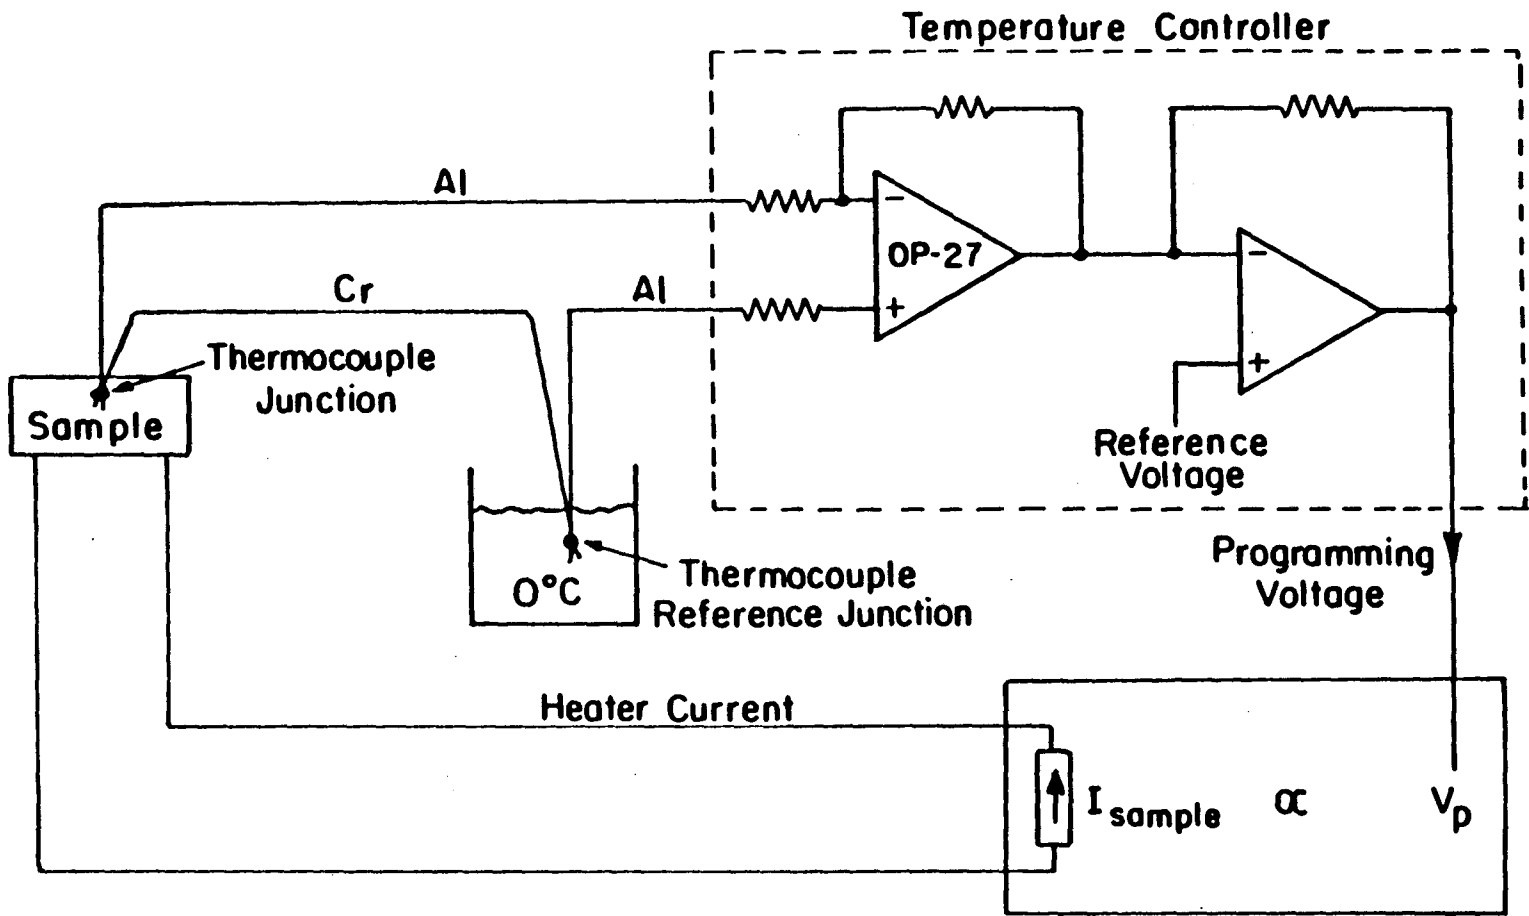 Temperature Controller
Al
−
OP-27
+
Cr
Al
−
+
Thermocouple
Junction
Sample
Reference
Voltage
0°C
Thermocouple
Reference Junction
Programming
Voltage
Heater Current
I sample ∝ Vp